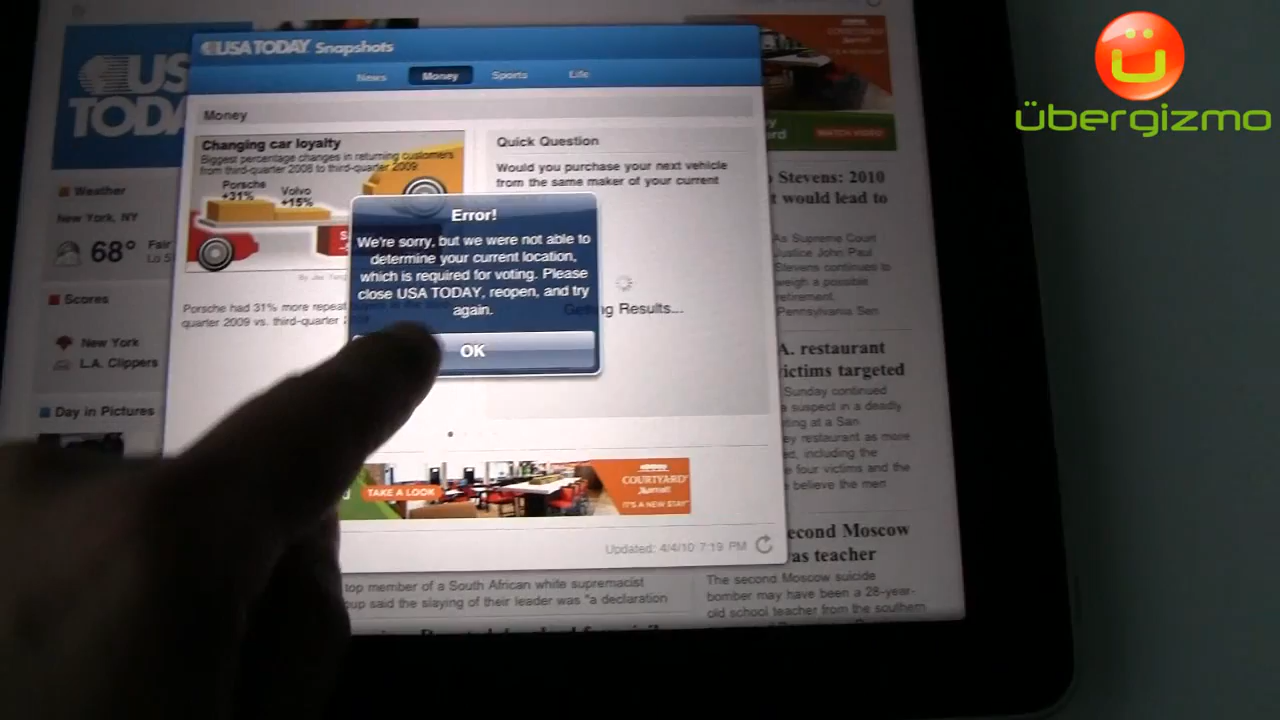 USA TODAY Snapshots
News Money Sports Life
Money
Changing car loyalty
Biggest percentage changes in returning customers
from third-quarter 2008 to third-quarter 2009
Porsche
+31%
Volvo
+15%
Porsche had 31% more repeat
quarter 2009 vs. third-quarter
Quick Question
Would you purchase your next vehicle
from the same maker of your current
Error!
We're sorry, but we were not able to
determine your current location,
which is required for voting. Please
close USA TODAY, reopen, and try
again.
OK
Results...
TAKE A LOOK
COURTYARD
Marriott
IT'S A NEW STAY
Updated: 4/4/10 7:19 PM
US
TODA
Weather
New York, NY
68° Fair
Scores
New York
L.A. Clippers
Day in Pictures
WATCH VIDEO
Stevens: 2010
t would lead to
As Supreme Court
Justice John Paul
Stevens continues to
weigh a possible
retirement,
Pennsylvania Sen
A. restaurant
victims targeted
Sunday continued
a suspect in a deadly
ting at a San
ey restaurant as more
ed, including the
e four victims and the
e believe the men
econd Moscow
as teacher
The second Moscow suicide
bomber may have been a 28-year-
old school teacher from the southern
top member of a South African white supremacist
oup said the slaying of their leader was "a declaration
übergizmo